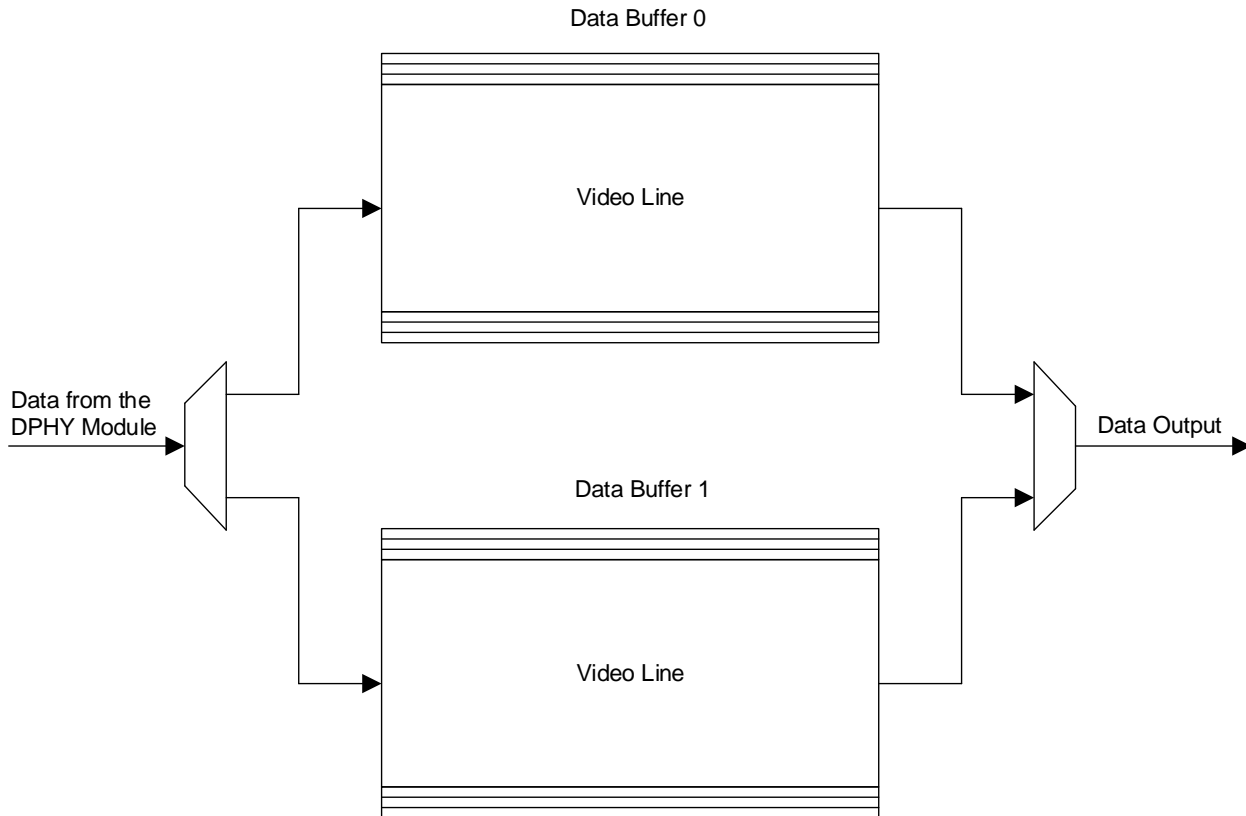 Data Buffer 0
Video Line
Data from the
DPHY Module
Data Output
Data Buffer 1
Video Line